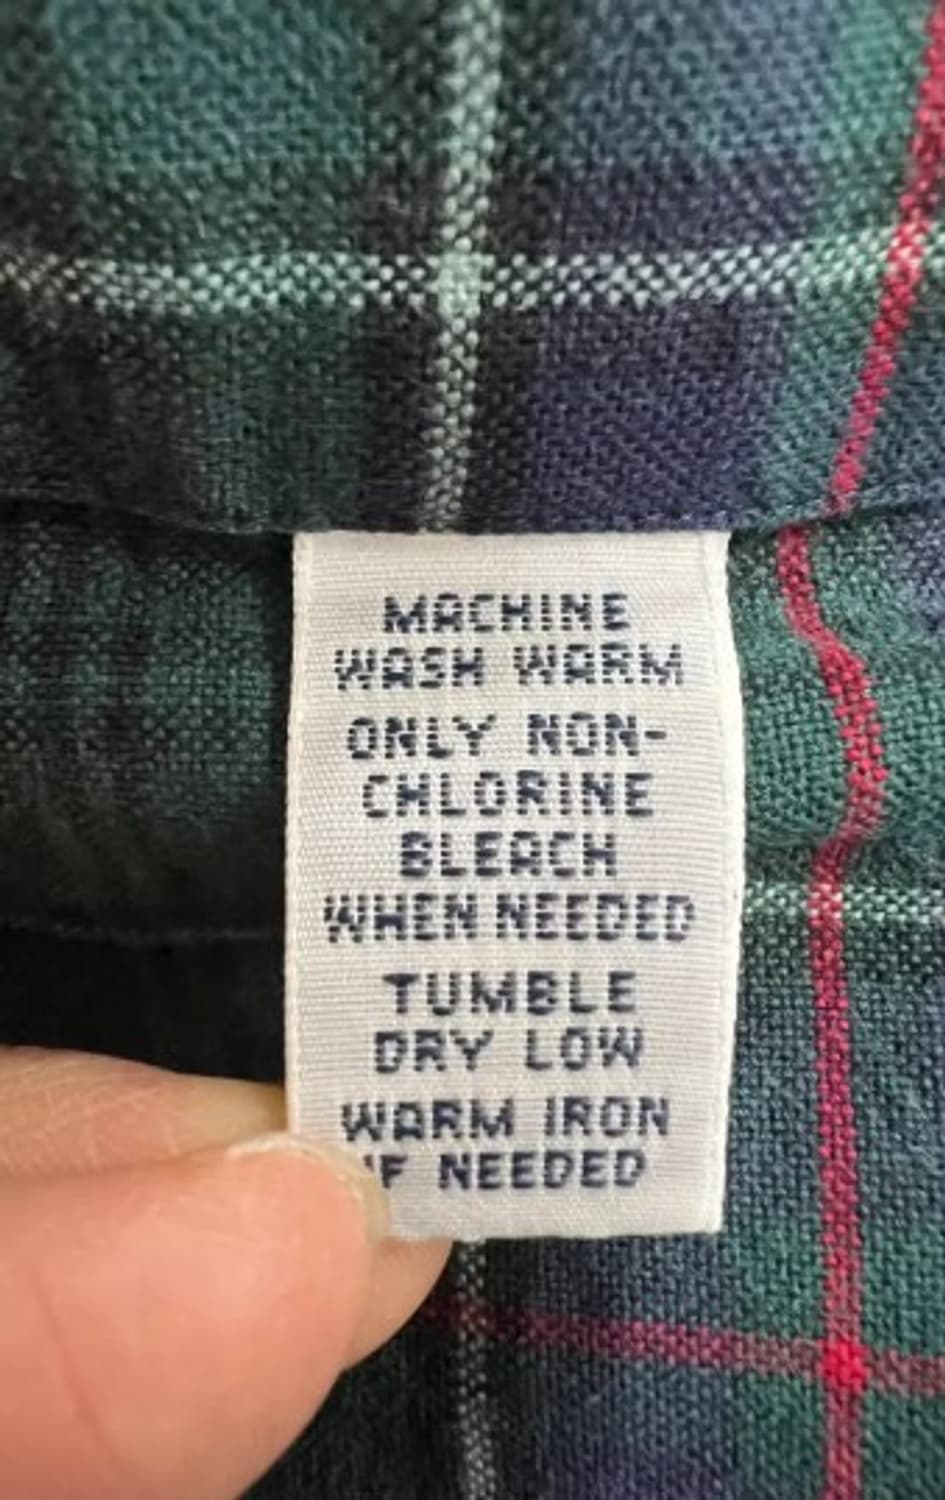 MACHINE
WASH WARM
ONLY NON-
CHLORINE
BLEACH
WHEN NEEDED
TUMBLE
DRY LOW
WARM IRON
IF NEEDED